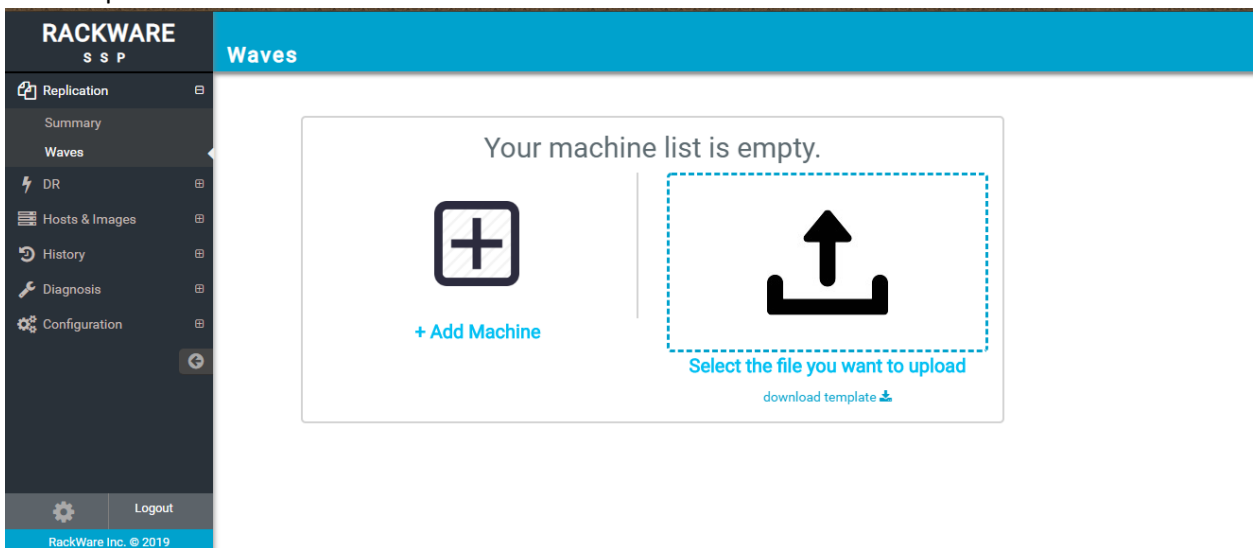 RACKWARE
SSP
Replication
Summary
Waves
DR
Hosts & Images
History
Diagnosis
Configuration
Logout
RackWare Inc. © 2019
Waves
Your machine list is empty.
+ Add Machine
Select the file you want to upload
download template